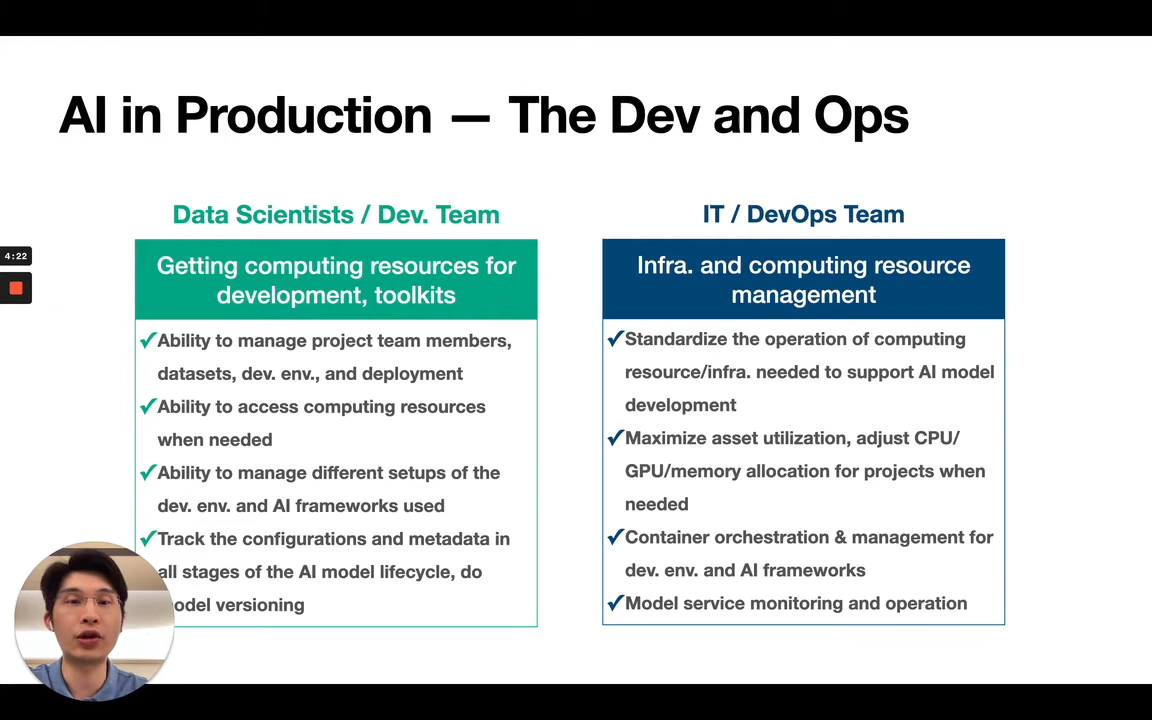 AI in Production — The Dev and Ops
Data Scientists / Dev. Team
Getting computing resources for
development, toolkits
✓Ability to manage project team members,
datasets, dev. env., and deployment
✓Ability to access computing resources
when needed
✓Ability to manage different setups of the
dev. env. and AI frameworks used
✓Track the configurations and metadata in
all stages of the AI model lifecycle, do
odel versioning
IT / DevOps Team
Infra. and computing resource
management
✓Standardize the operation of computing
resource/infra. needed to support AI model
development
✓Maximize asset utilization, adjust CPU/
GPU/memory allocation for projects when
needed
✓Container orchestration & management for
dev. env. and AI frameworks
✓Model service monitoring and operation
4:22